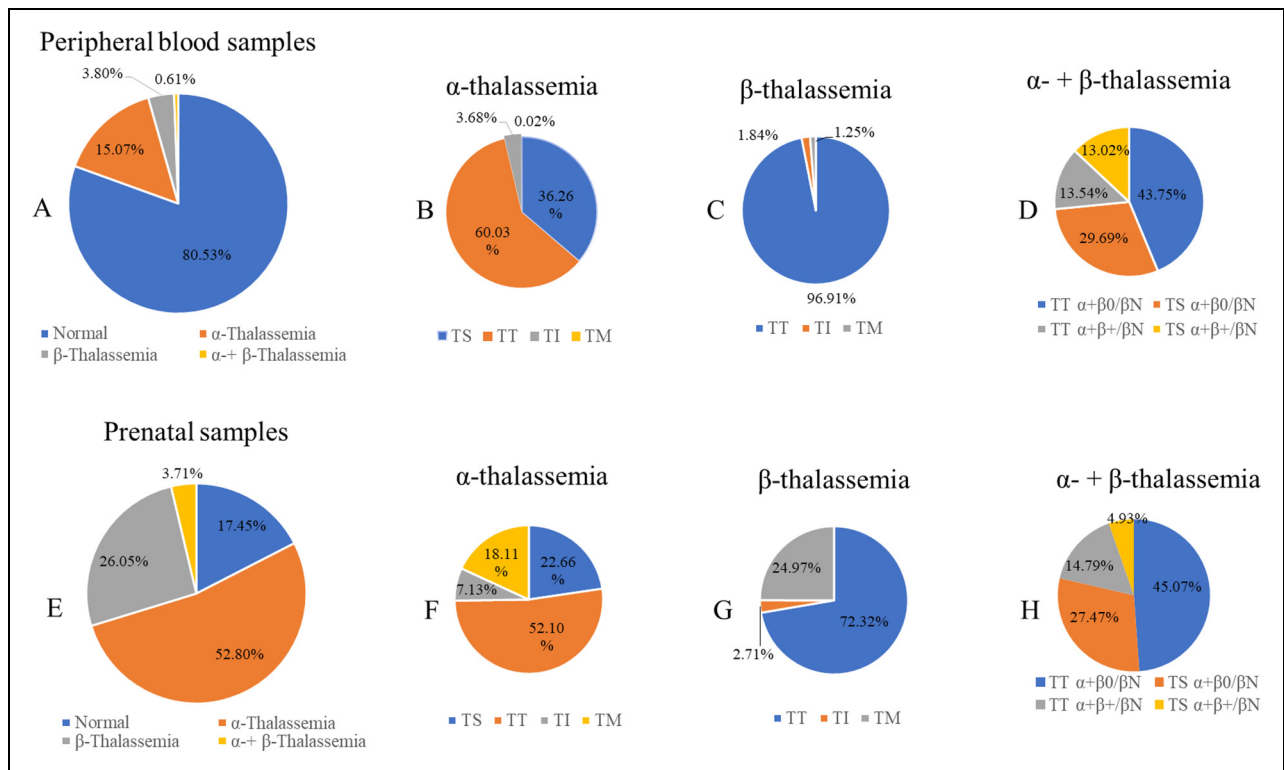 Peripheral blood samples
3.80%
0.61%
15.07%
80.53%
A
Normal
α-Thalassemia
β-Thalassemia
α-+ β-Thalassemia
α-thalassemia
3.68%
0.02%
36.26
%
60.03
%
B
TS
TT
TI
TM
β-thalassemia
1.84%
1.25%
C
96.91%
TT
TI
TM
α- + β-thalassemia
13.02%
13.54%
43.75%
29.69%
D
TT α+β0/βN
TS α+β0/βN
TT α+β+/βN
TS α+β+/βN
Prenatal samples
3.71%
17.45%
26.05%
52.80%
E
Normal
α-Thalassemia
β-Thalassemia
α-+ β-Thalassemia
α-thalassemia
18.11
%
22.66
%
7.13%
52.10
%
F
TS
TT
TI
TM
β-thalassemia
24.97%
72.32%
2.71%
G
TT
TI
TM
α- + β-thalassemia
4.93%
14.79%
45.07%
27.47%
H
TT α+β0/βN
TS α+β0/βN
TT α+β+/βN
TS α+β+/βN